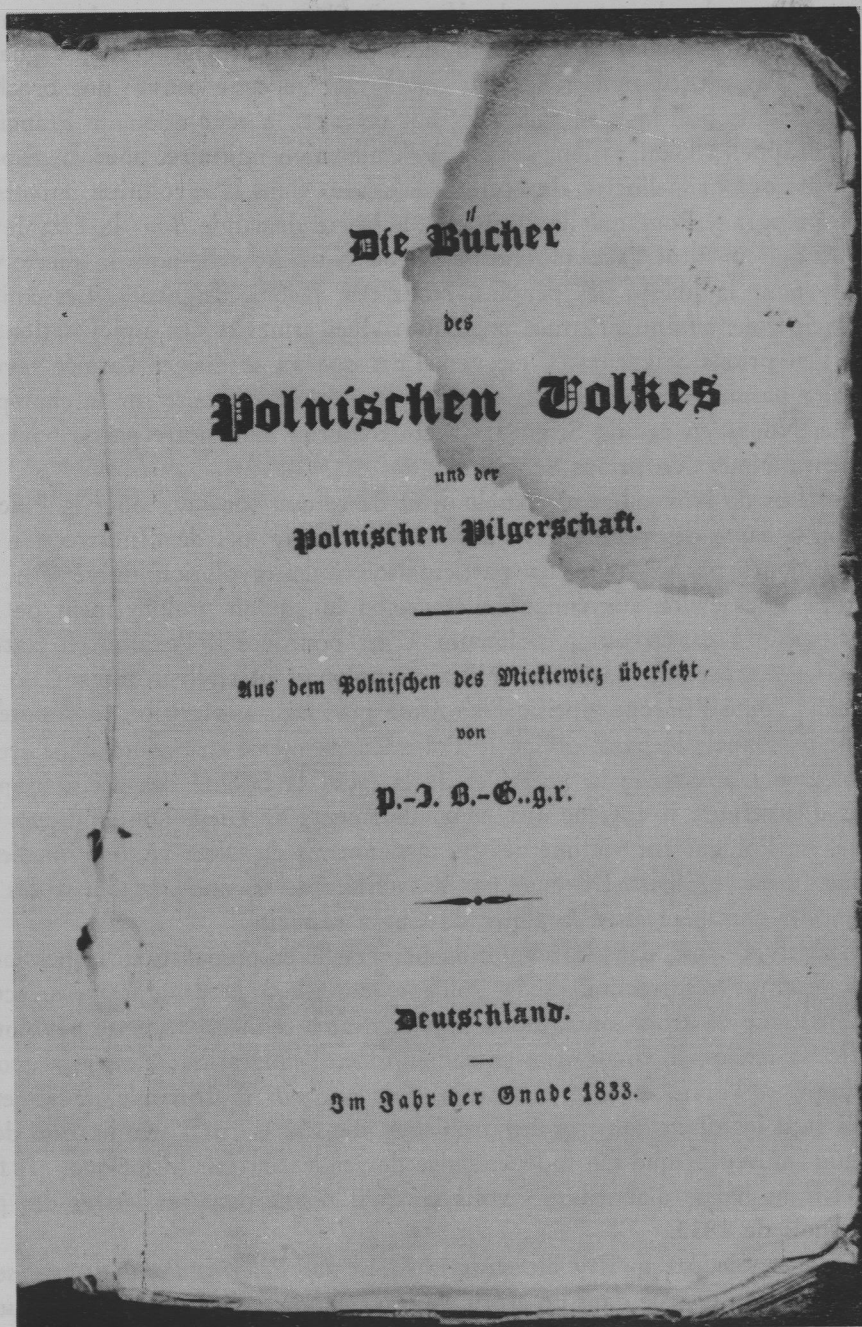 Die Bücher
des
Polnischen Volkes
und der
Polnischen Pilgerschaft.
Aus dem Polnischen des Mickiewicz übersetzt,
von
P.-J. B.-G..g.r.
Deutschland.
Im Jahr der Gnade 1833.